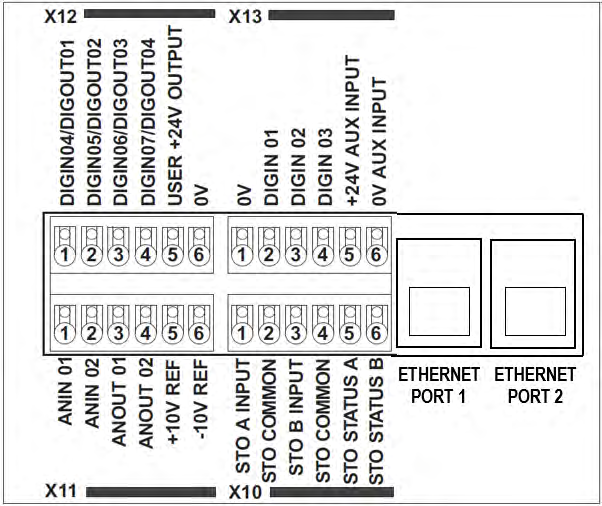 X12
X13
DIGIN04/DIGOUT01
DIGIN05/DIGOUT02
DIGIN06/DIGOUT03
DIGIN07/DIGOUT04
USER +24V OUTPUT
0V
0V
DIGIN 01
DIGIN 02
DIGIN 03
+24V AUX INPUT
0V AUX INPUT
1 2 3 4 5 6
1 2 3 4 5 6
1 2 3 4 5 6
1 2 3 4 5 6
ANIN 01
ANIN 02
ANOUT 01
ANOUT 02
+10V REF
-10V REF
STO A INPUT
STO COMMON
STO B INPUT
STO COMMON
STO STATUS A
STO STATUS B
ETHERNET
PORT 1
ETHERNET
PORT 2
X11
X10